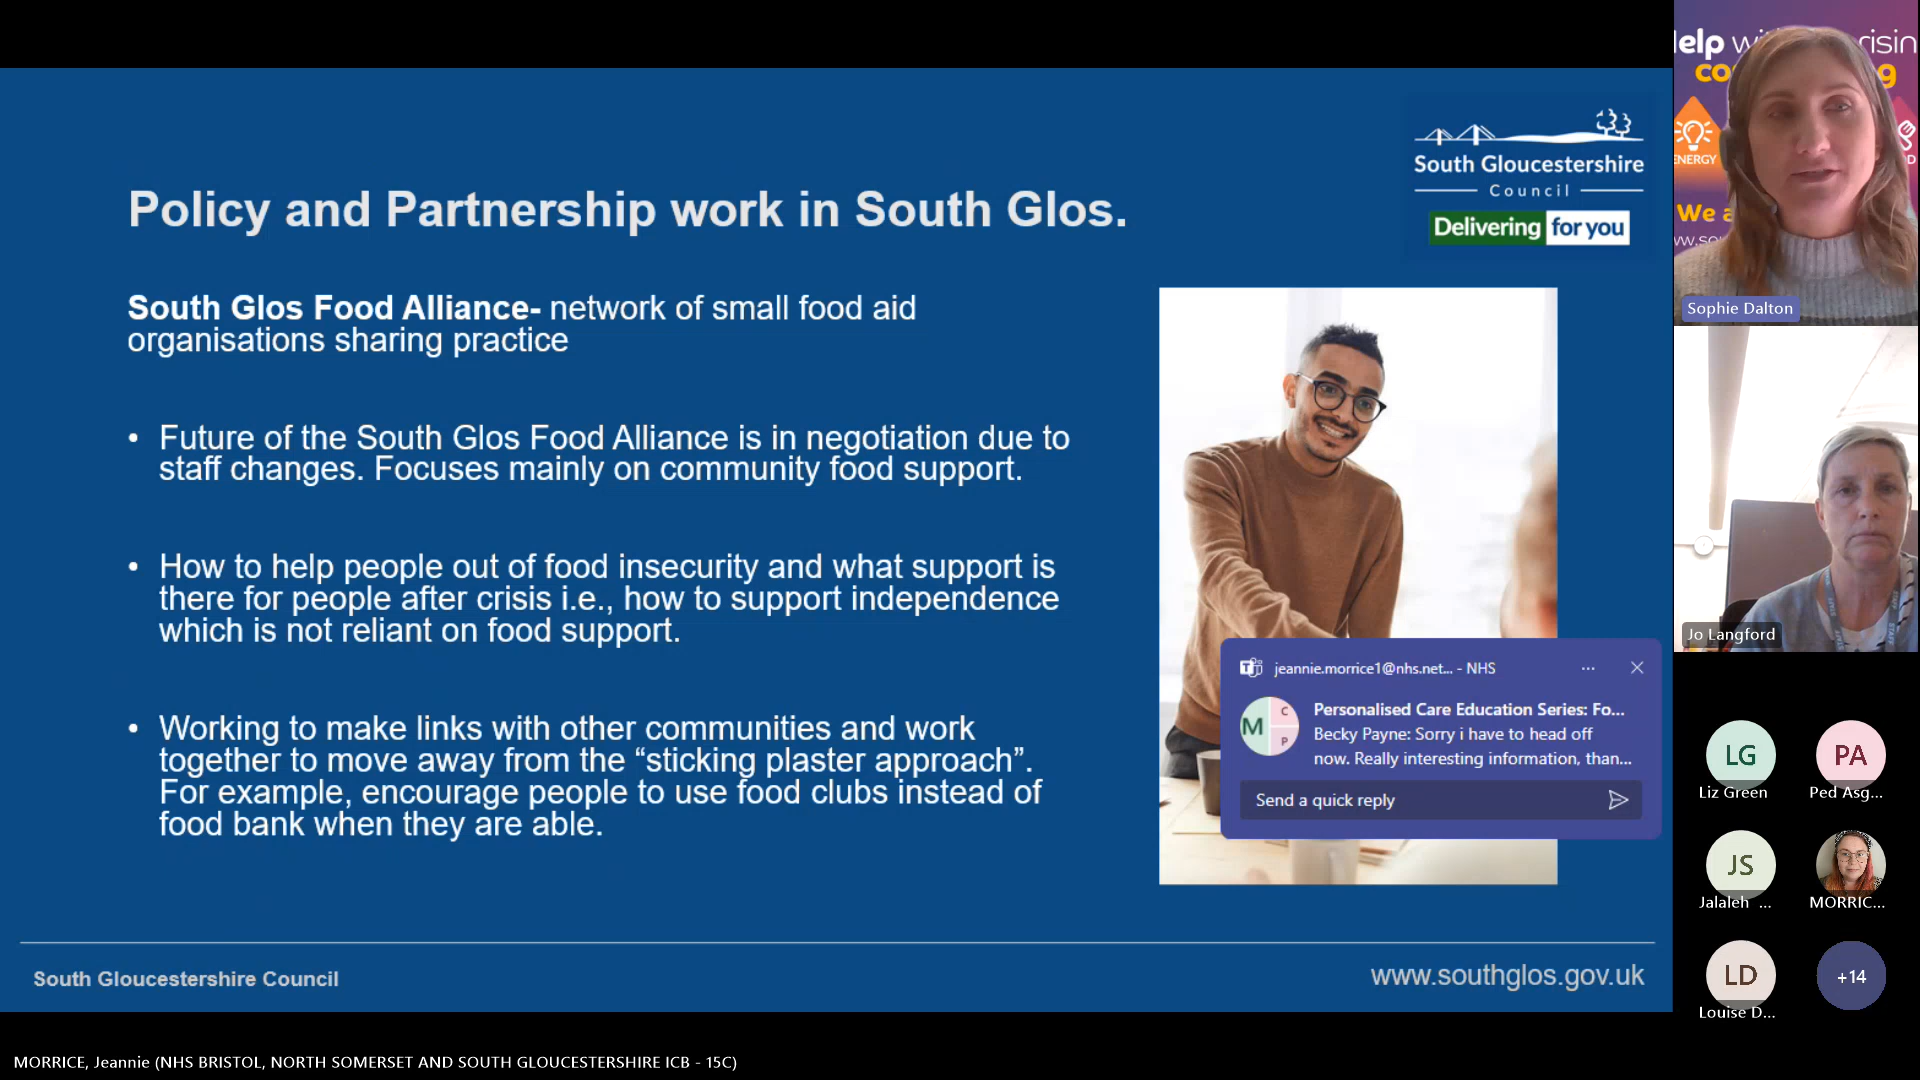 South Gloucestershire
Council
Delivering for you
Policy and Partnership work in South Glos.
South Glos Food Alliance- network of small food aid
organisations sharing practice
• Future of the South Glos Food Alliance is in negotiation due to
staff changes. Focuses mainly on community food support.
• How to help people out of food insecurity and what support is
there for people after crisis i.e., how to support independence
which is not reliant on food support.
• Working to make links with other communities and work
together to move away from the “sticking plaster approach”.
For example, encourage people to use food clubs instead of
food bank when they are able.
jeannie.morrice1@nhs.net... - NHS
M
C
P
Personalised Care Education Series: Fo...
Becky Payne: Sorry i have to head off
now. Really interesting information, than...
Send a quick reply
South Gloucestershire Council
www.southglos.gov.uk
MORRICE, Jeannie (NHS BRISTOL, NORTH SOMERSET AND SOUTH GLOUCESTERSHIRE ICB - 15C)
elp
risin
co
g
ENERGY
D
We a
Sophie Dalton
Jo Langford
LG
Liz Green
PA
Ped Asg...
JS
Jalaleh ...
MORRIC...
LD
Louise D...
+14